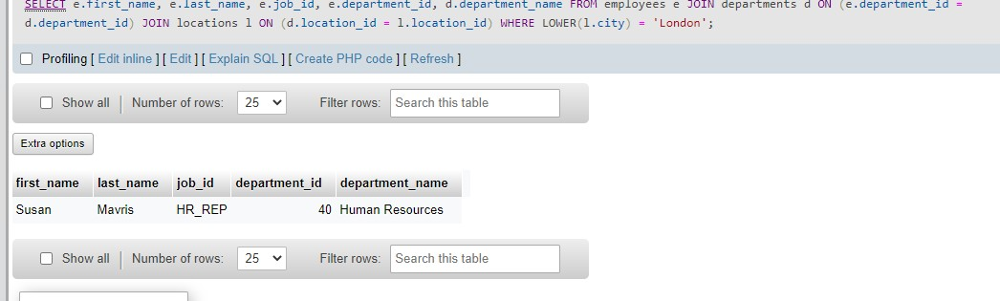 SELECT e.first_name, e.last_name, e.job_id, e.department_id, d.department_name FROM employees e JOIN departments d ON (e.department_id =
d.department_id) JOIN locations l ON (d.location_id = l.location_id) WHERE LOWER(l.city) = 'London';
Profiling [ Edit inline ] [ Edit ] [ Explain SQL ] [ Create PHP code ] [ Refresh ]
Show all Number of rows: 25 Filter rows: Search this table
Extra options
first_name last_name job_id department_id department_name
Susan Mavris HR_REP 40 Human Resources
Show all Number of rows: 25 Filter rows: Search this table